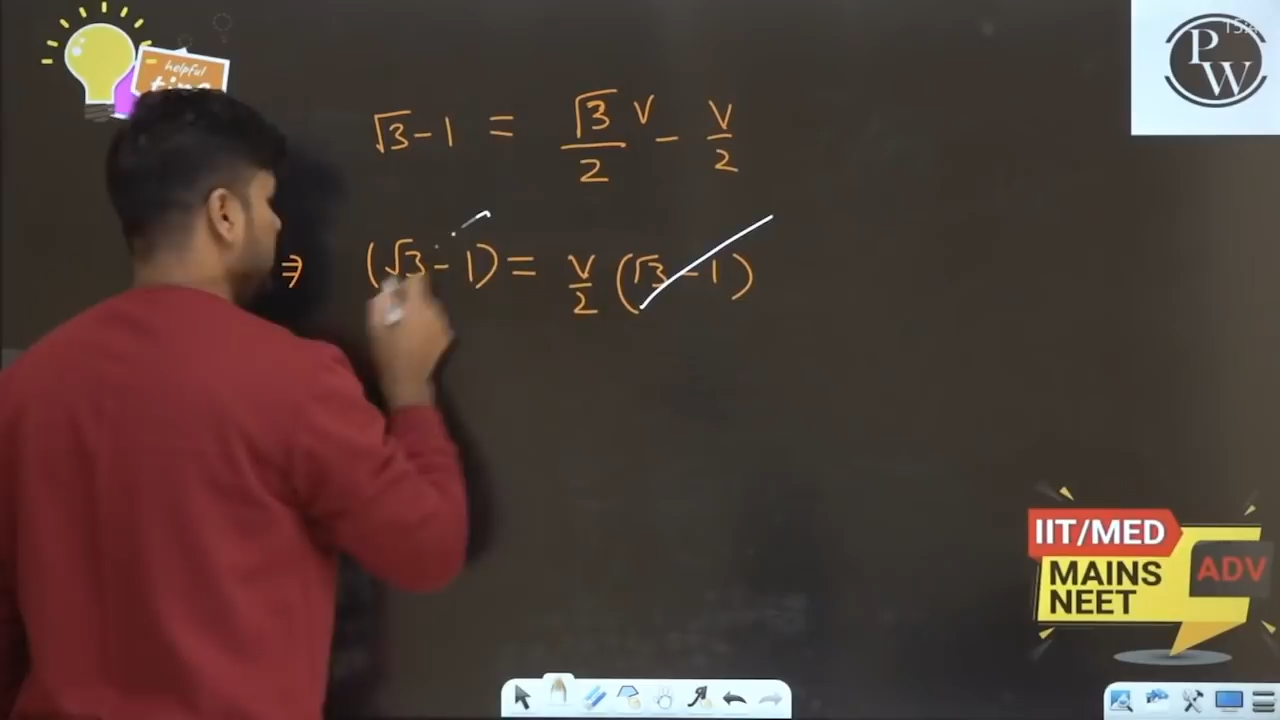 helpful
√3-1 = √3/2 V - V/2
⇒ (√3-1) = V/2 (√3-1)
PW
IIT/MED
MAINS
NEET
ADV